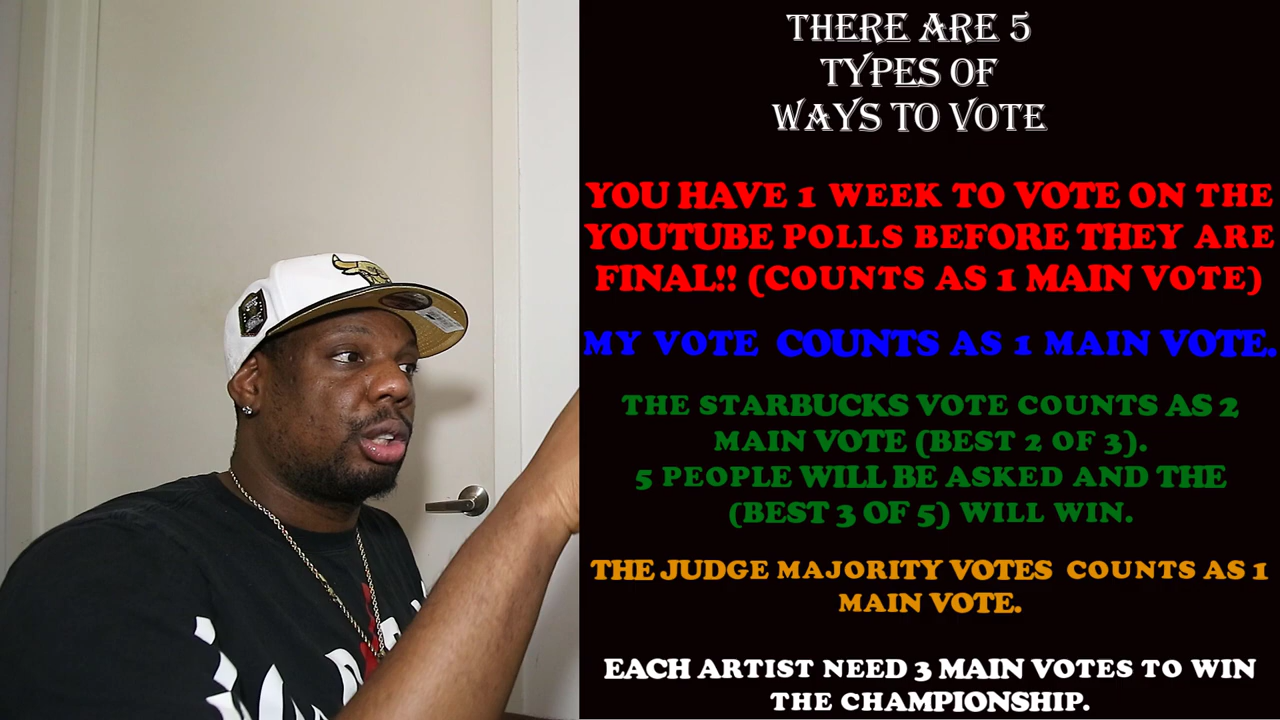 THERE ARE 5
TYPES OF
WAYS TO VOTE
YOU HAVE 1 WEEK TO VOTE ON THE
YOUTUBE POLLS BEFORE THEY ARE
FINAL!! (COUNTS AS 1 MAIN VOTE)
MY VOTE COUNTS AS 1 MAIN VOTE.
THE STARBUCKS VOTE COUNTS AS 2
MAIN VOTE (BEST 2 OF 3).
5 PEOPLE WILL BE ASKED AND THE
(BEST 3 OF 5) WILL WIN.
THE JUDGE MAJORITY VOTES COUNTS AS 1
MAIN VOTE.
EACH ARTIST NEED 3 MAIN VOTES TO WIN
THE CHAMPIONSHIP.